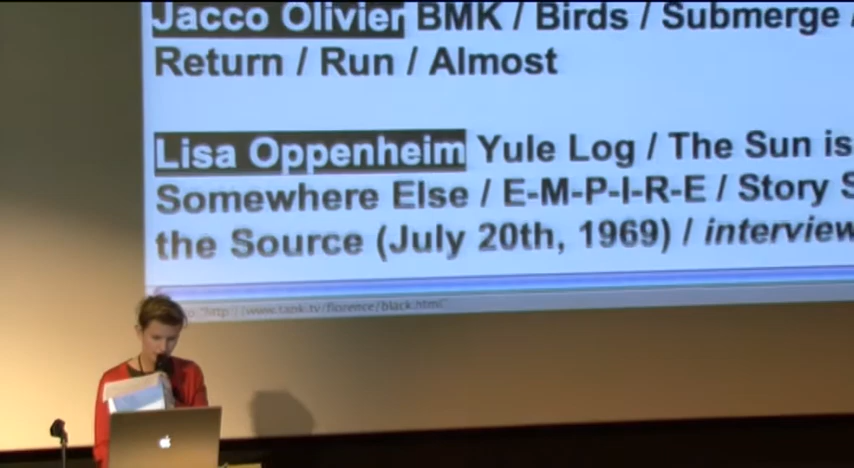 Jacco Olivier BMK / Birds / Submerge /
Return / Run / Almost
Lisa Oppenheim Yule Log / The Sun is
Somewhere Else / E-M-P-I-R-E / Story S
the Source (July 20th, 1969) / interview
"http://www.tank.tv/florence/black.html"